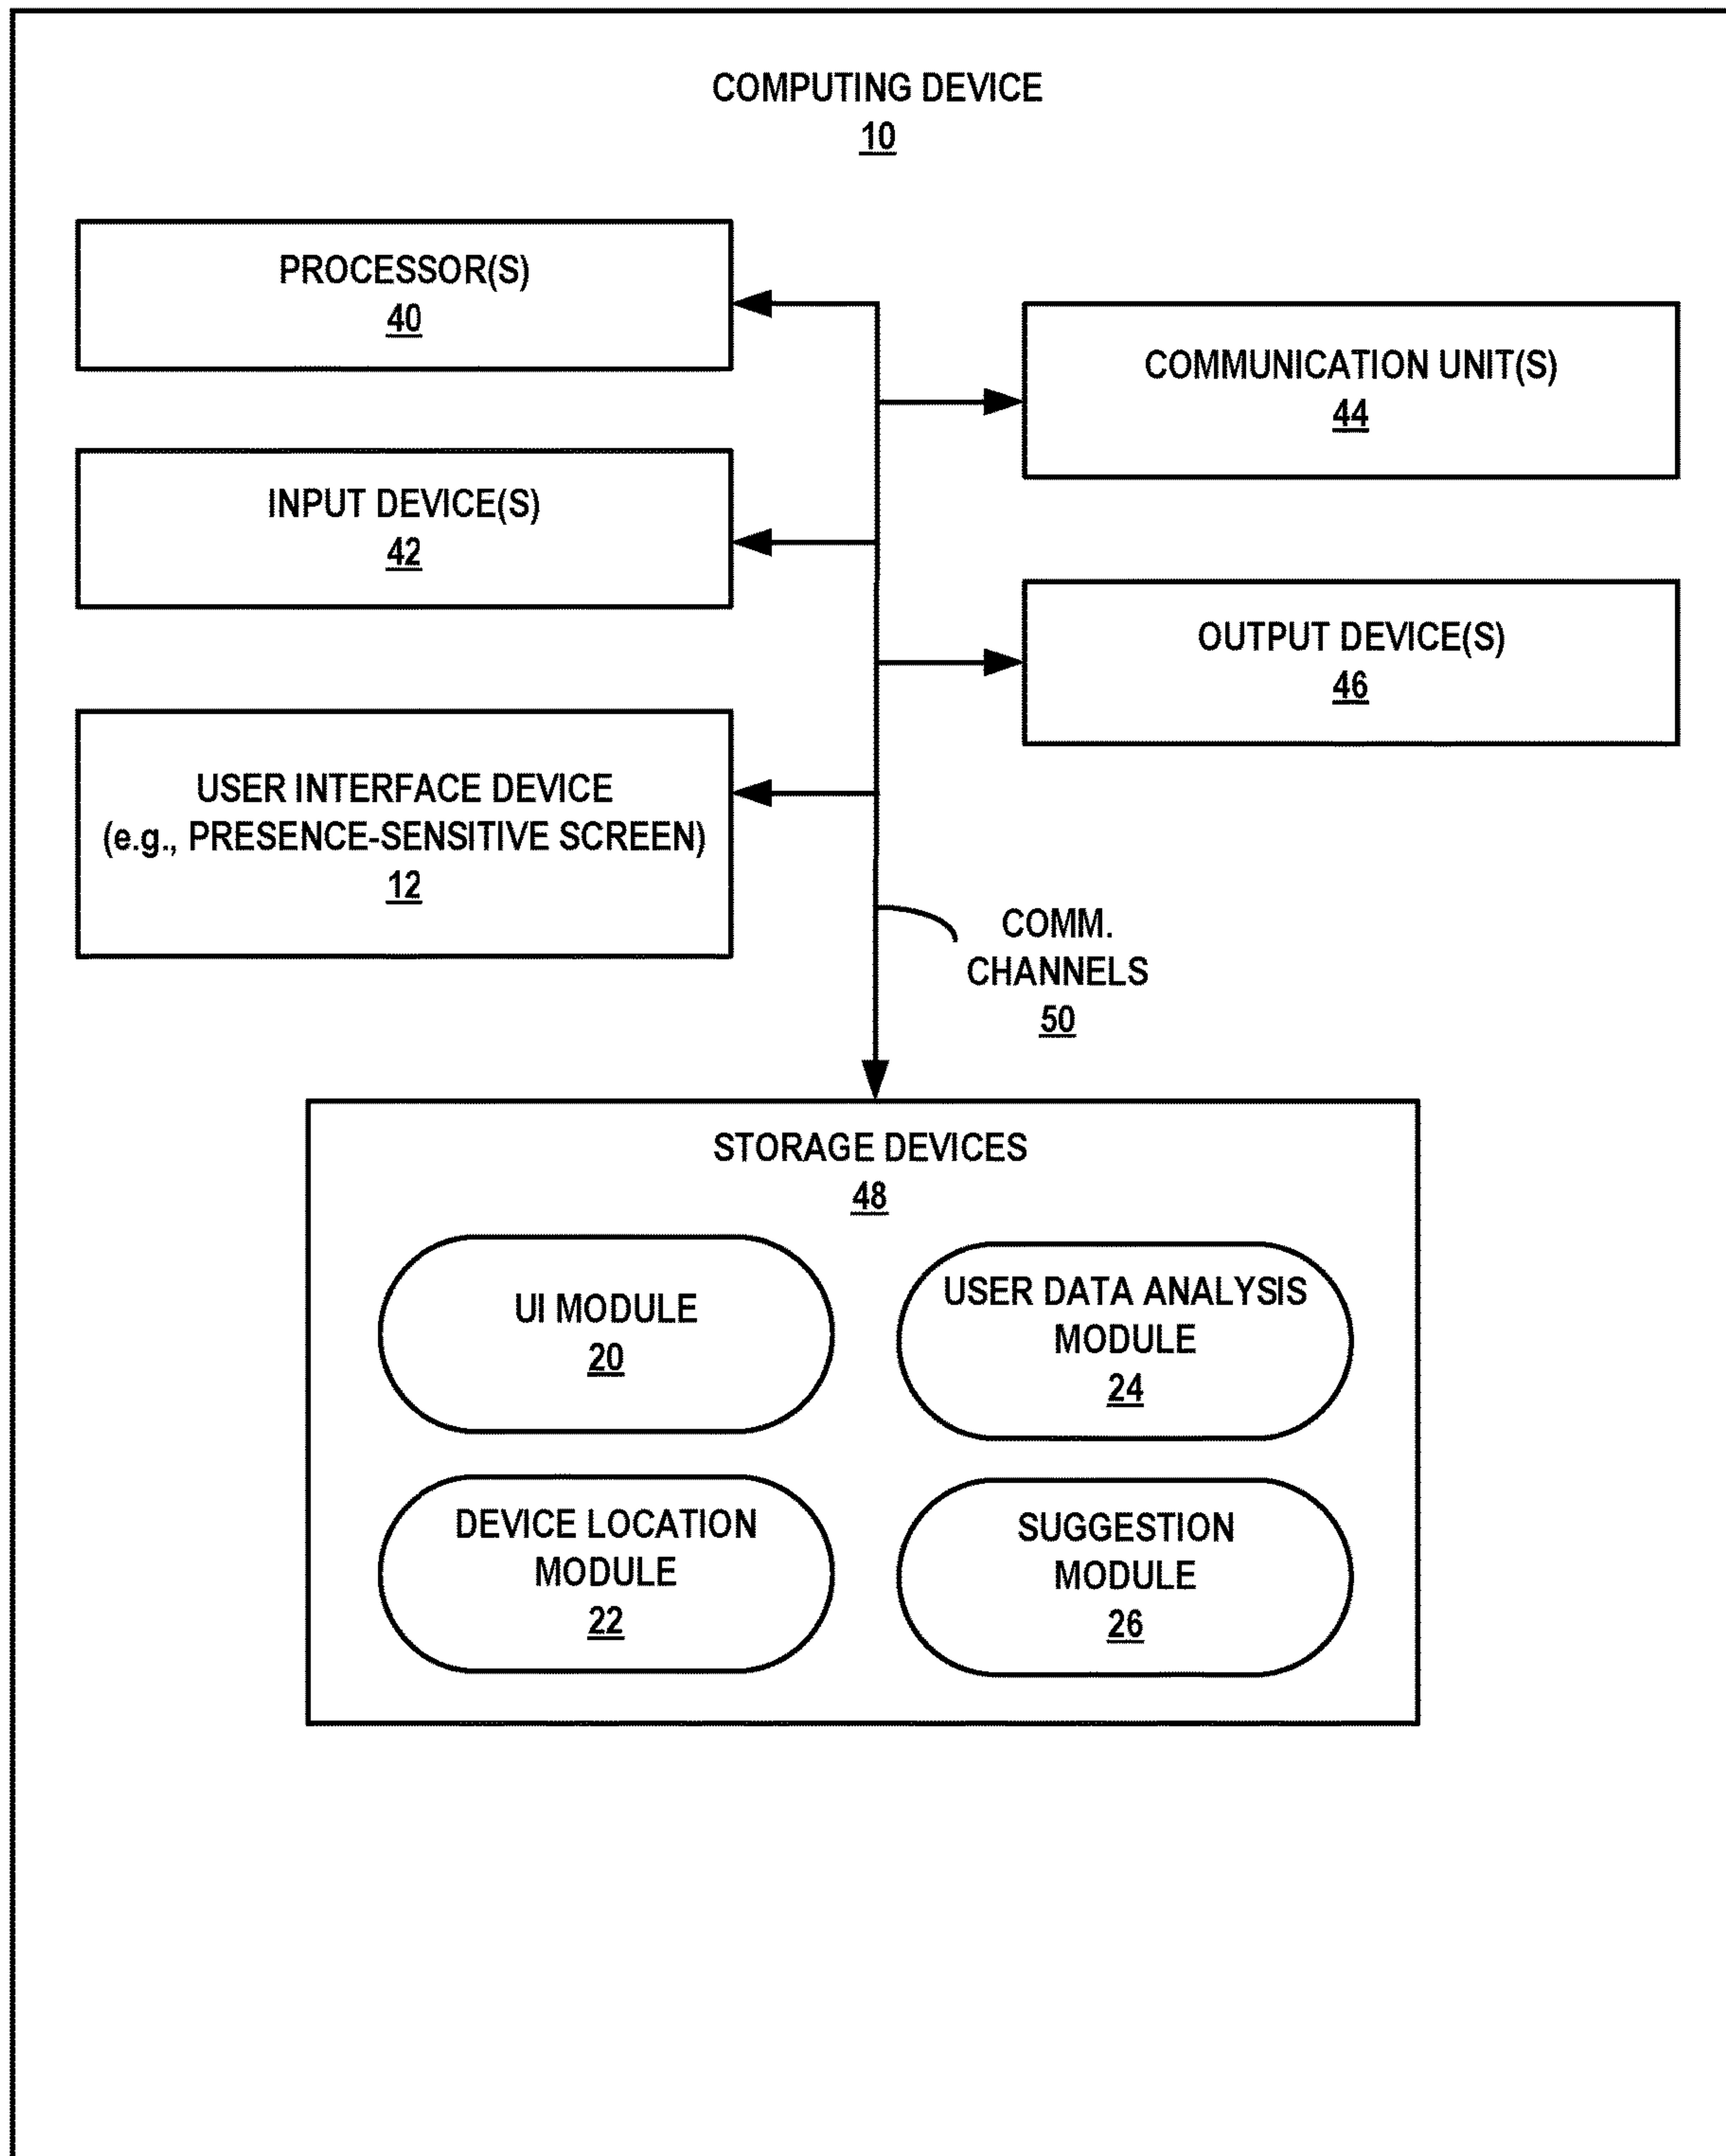 COMPUTING DEVICE
10
PROCESSOR(S)
40
COMMUNICATION UNIT(S)
44
INPUT DEVICE(S)
42
OUTPUT DEVICE(S)
46
USER INTERFACE DEVICE
(e.g., PRESENCE-SENSITIVE SCREEN)
12
COMM.
CHANNELS
50
STORAGE DEVICES
48
UI MODULE
20
USER DATA ANALYSIS
MODULE
24
DEVICE LOCATION
MODULE
22
SUGGESTION
MODULE
26